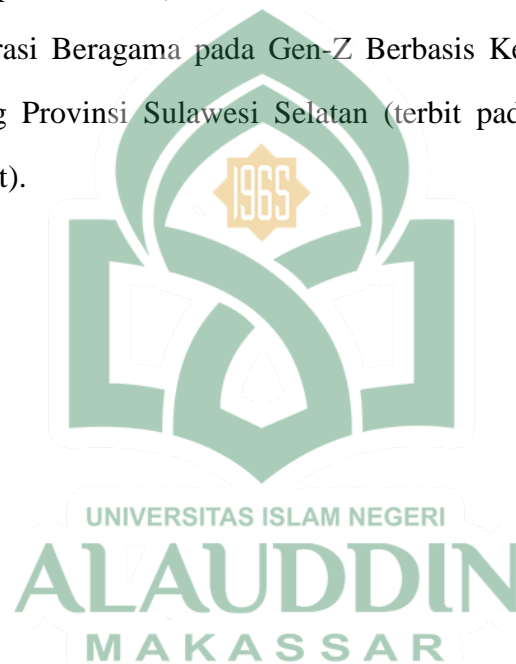 rasi Beragama pada Gen-Z Berbasis Ke
g Provinsi Sulawesi Selatan (terbit pad
t).
1965
UNIVERSITAS ISLAM NEGERI
ALAUDDIN
MAKASSAR